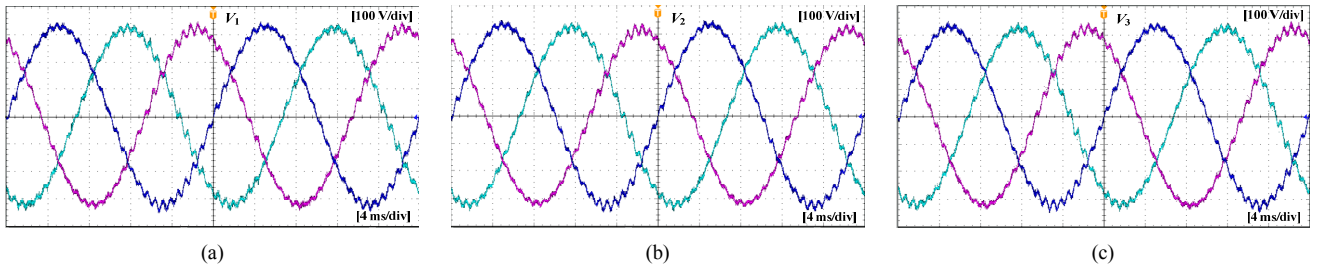 V1 [100 V/div]
[4 ms/div]
(a)
V2 [100 V/div]
[4 ms/div]
(b)
V3 [100 V/div]
[4 ms/div]
(c)